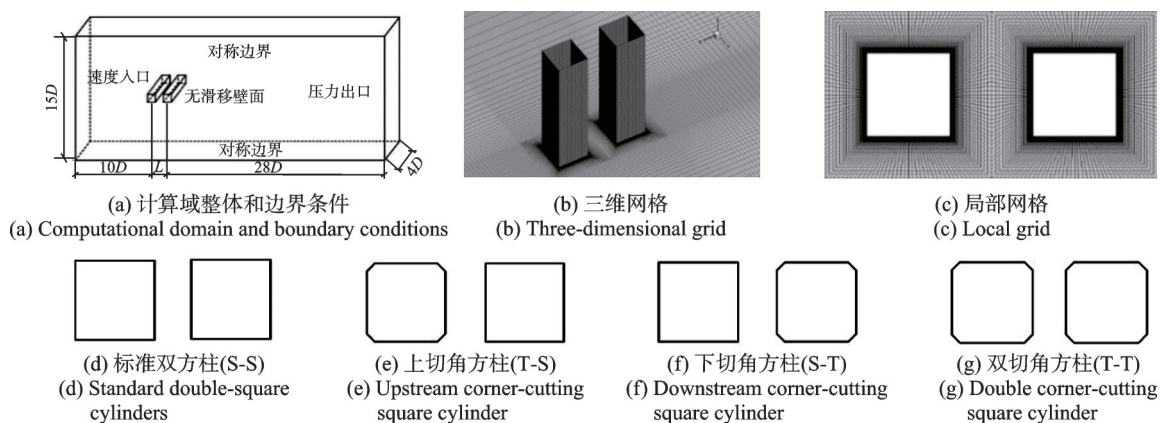 对称边界
速度入口
无滑移壁面
压力出口
15D
对称边界
10D
L
28D
4D
(a) 计算域整体和边界条件
(a) Computational domain and boundary conditions
(b) 三维网格
(b) Three-dimensional grid
(c) 局部网格
(c) Local grid
(d) 标准双方柱(S-S)
(d) Standard double-square
cylinders
(e) 上切角方柱(T-S)
(e) Upstream corner-cutting
square cylinder
(f) 下切角方柱(S-T)
(f) Downstream corner-cutting
square cylinder
(g) 双切角方柱(T-T)
(g) Double corner-cutting
square cylinder